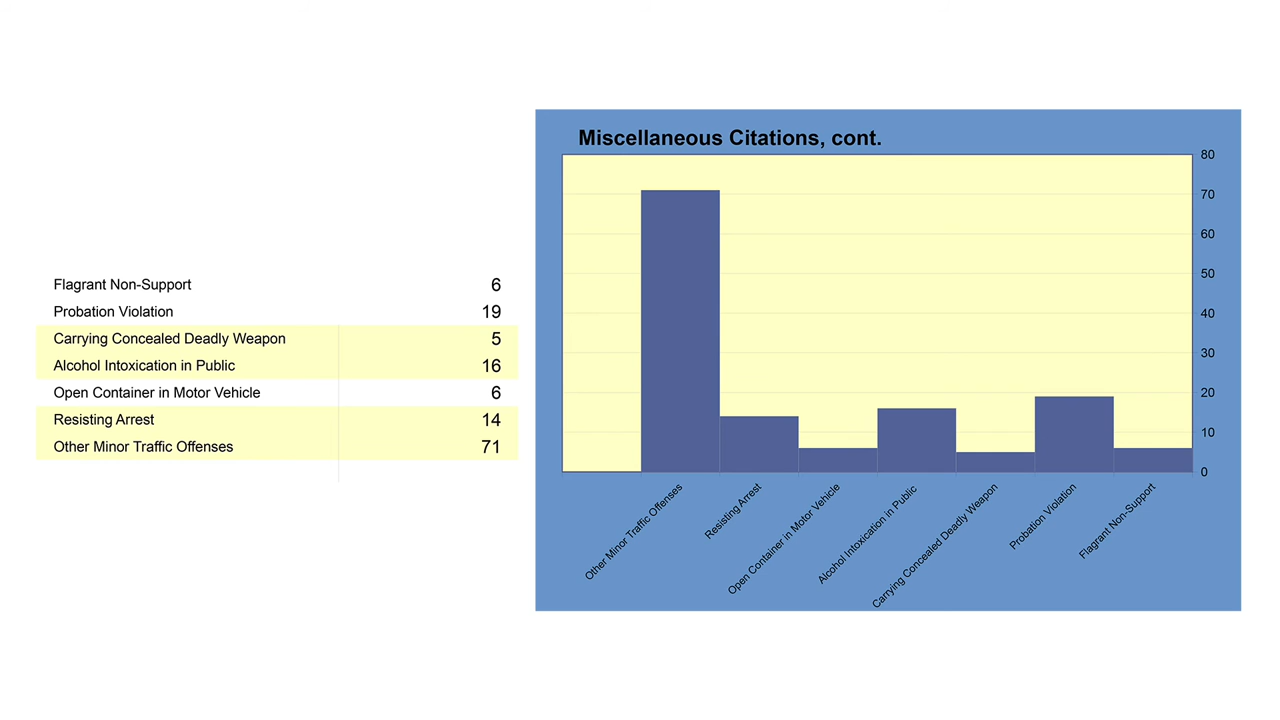 Flagrant Non-Support 6
Probation Violation 19
Carrying Concealed Deadly Weapon 5
Alcohol Intoxication in Public 16
Open Container in Motor Vehicle 6
Resisting Arrest 14
Other Minor Traffic Offenses 71
Miscellaneous Citations, cont.
80
70
60
50
40
30
20
10
0
Other Minor Traffic Offenses
Resisting Arrest
Open Container in Motor Vehicle
Alcohol Intoxication in Public
Carrying Concealed Deadly Weapon
Probation Violation
Flagrant Non-Support